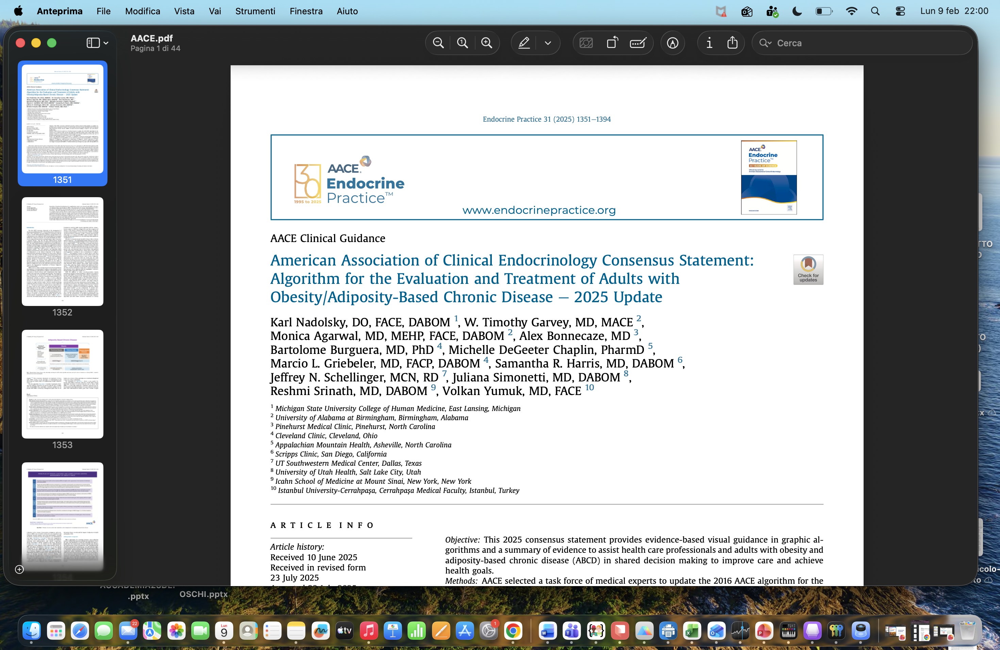 Anteprima File Modifica Vista Vai Strumenti Finestra Aiuto
Lun 9 feb 22:00
AACE.pdf
Pagina 1 di 44
Cerca
1351
1352
1353
Endocrine Practice 31 (2025) 1351–1394
30
1995 to 2025
AACE.
Endocrine
Practice™
www.endocrinepractice.org
AACE
Endocrine
Practice™
30 YEARS OF SCIENCE
AACE Clinical Guidance
American Association of Clinical Endocrinology Consensus Statement:
Algorithm for the Evaluation and Treatment of Adults with
Obesity/Adiposity-Based Chronic Disease – 2025 Update
Check for
updates
Karl Nadolsky, DO, FACE, DABOM 1, W. Timothy Garvey, MD, MACE 2,
Monica Agarwal, MD, MEHP, FACE, DABOM 2, Alex Bonnecaze, MD 3,
Bartolome Burguera, MD, PhD 4, Michelle DeGeeter Chaplin, PharmD 5,
Marcio L. Griebeler, MD, FACP, DABOM 4, Samantha R. Harris, MD, DABOM 6,
Jeffrey N. Schellinger, MCN, RD 7, Juliana Simonetti, MD, DABOM 8,
Reshmi Srinath, MD, DABOM 9, Volkan Yumuk, MD, FACE 10
1 Michigan State University College of Human Medicine, East Lansing, Michigan
2 University of Alabama at Birmingham, Birmingham, Alabama
3 Pinehurst Medical Clinic, Pinehurst, North Carolina
4 Cleveland Clinic, Cleveland, Ohio
5 Appalachian Mountain Health, Asheville, North Carolina
6 Scripps Clinic, San Diego, California
7 UT Southwestern Medical Center, Dallas, Texas
8 University of Utah Health, Salt Lake City, Utah
9 Icahn School of Medicine at Mount Sinai, New York, New York
10 Istanbul University-Cerrahpaşa, Cerrahpaşa Medical Faculty, Istanbul, Turkey
ARTICLE INFO
Article history:
Received 10 June 2025
Received in revised form
23 July 2025
Objective: This 2025 consensus statement provides evidence-based visual guidance in graphic al-
gorithms and a summary of evidence to assist health care professionals and adults with obesity and
adiposity-based chronic disease (ABCD) in shared decision making to improve care and achieve
health goals.
Methods: AACE selected a task force of medical experts to update the 2016 AACE algorithm for the
.pptx
OSCHI.pptx
22
Lun
9
tv
1